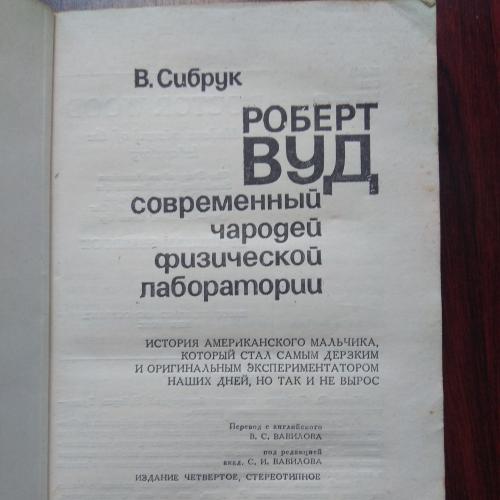 В. Сибрук
РОБЕРТ
ВУД
современный
чародей
физической
лаборатории
ИСТОРИЯ АМЕРИКАНСКОГО МАЛЬЧИКА,
КОТОРЫЙ СТАЛ САМЫМ ДЕРЗКИМ
И ОРИГИНАЛЬНЫМ ЭКСПЕРИМЕНТАТОРОМ
НАШИХ ДНЕЙ, НО ТАК И НЕ ВЫРОС
Перевод с английского
В. С. ВАВИЛОВА
под редакцией
акад. С. И. ВАВИЛОВА
ИЗДАНИЕ ЧЕТВЕРТОЕ, СТЕРЕОТИПНОЕ